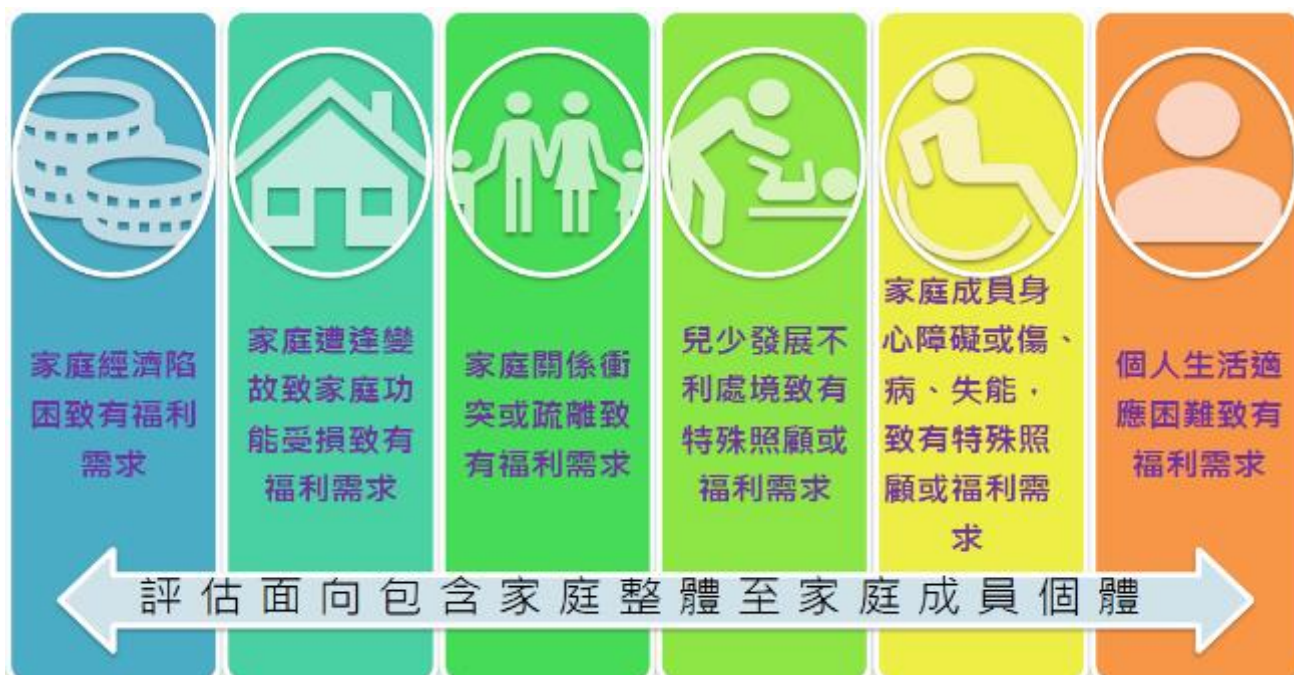 家庭經濟陷
困致有福利
需求
家庭遭逢變
故致家庭功
能受損致有
福利需求
家庭關係衝
突或疏離致
有福利需求
兒少發展不
利處境致有
特殊照顧或
福利需求
家庭成員身
心障礙或傷、
病、失能，
致有特殊照
顧或福利需
求
個人生活適
應困難致有
福利需求
評估面向包含家庭整體至家庭成員個體